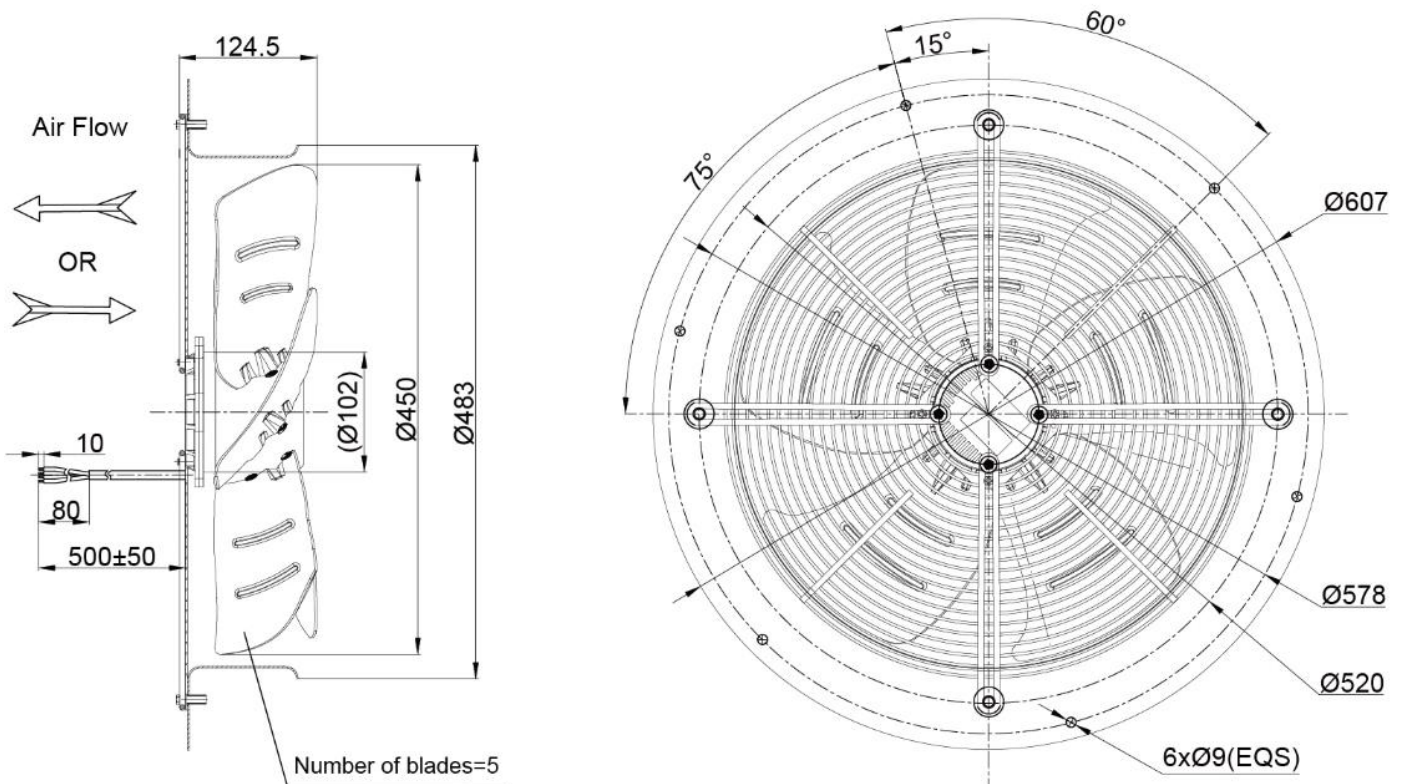 124.5
Air Flow
OR
(Ø102)
Ø450
Ø483
10
80
500±50
Number of blades=5
60°
15°
75°
Ø607
Ø578
Ø520
6xØ9(EQS)